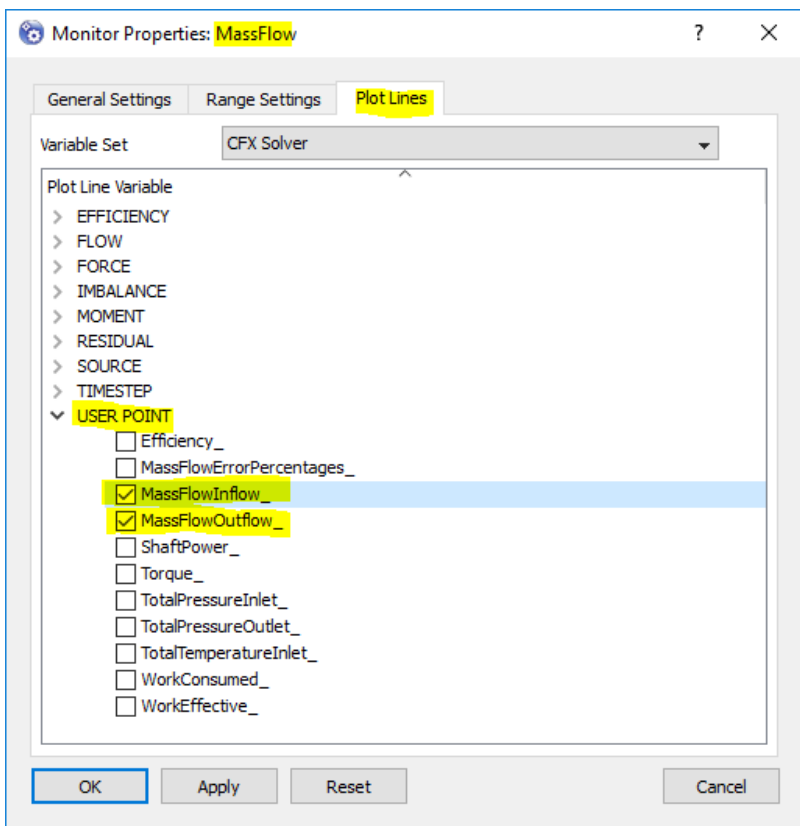 Monitor Properties: MassFlow
General Settings Range Settings Plot Lines
Variable Set CFX Solver
Plot Line Variable
EFFICIENCY
FLOW
FORCE
IMBALANCE
MOMENT
RESIDUAL
SOURCE
TIMESTEP
USER POINT
Efficiency_
MassFlowErrorPercentages_
MassFlowInflow_
MassFlowOutflow_
ShaftPower_
Torque_
TotalPressureInlet_
TotalPressureOutlet_
TotalTemperatureInlet_
WorkConsumed_
WorkEffective_
OK Apply Reset Cancel